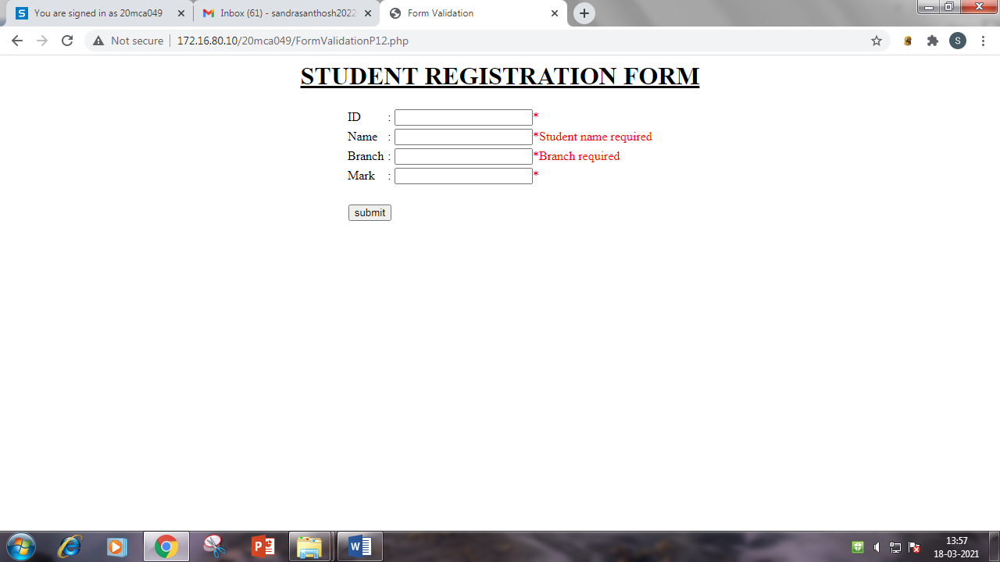 You are signed in as 20mca049
Inbox (61) - sandrasanthosh2022
Form Validation
Not secure
172.16.80.10/20mca049/FormValidationP12.php
S
STUDENT REGISTRATION FORM
ID : *
Name : *Student name required
Branch : *Branch required
Mark : *
submit
13:57
18-03-2021